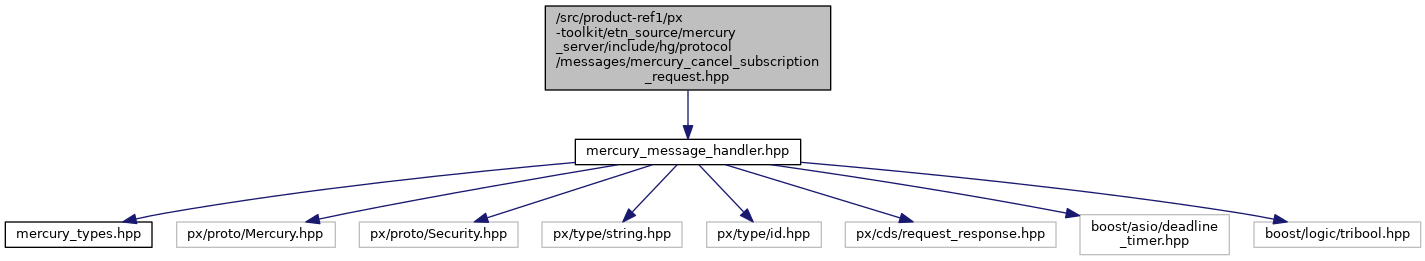 /src/product-ref1/px
-toolkit/etn_source/mercury
_server/include/hg/protocol
/messages/mercury_cancel_subscription
_request.hpp
mercury_message_handler.hpp
mercury_types.hpp
px/proto/Mercury.hpp
px/proto/Security.hpp
px/type/string.hpp
px/type/id.hpp
px/cds/request_response.hpp
boost/asio/deadline
_timer.hpp
boost/logic/tribool.hpp